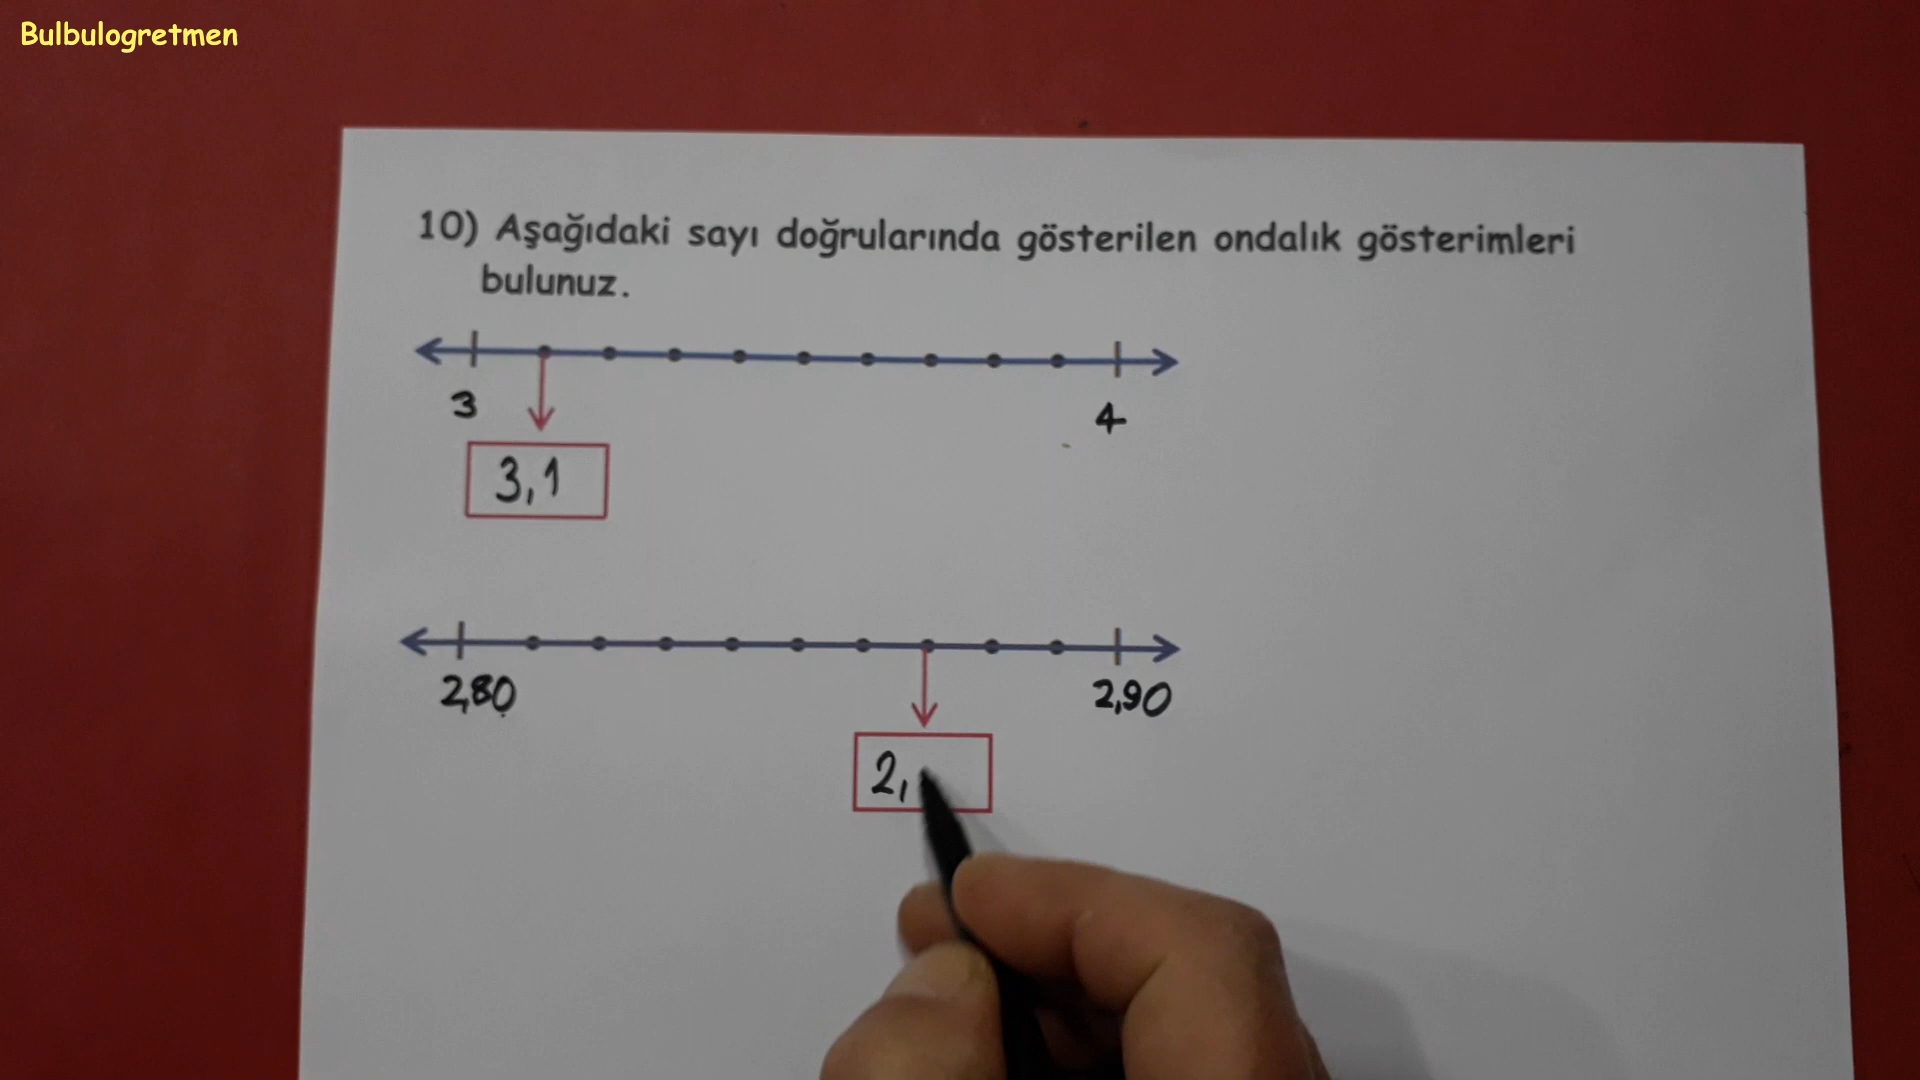 Bulbulogretmen
10) Aşağıdaki sayı doğrularında gösterilen ondalık gösterimleri
bulunuz.
3 4
3,1
2,80 2,90
2,